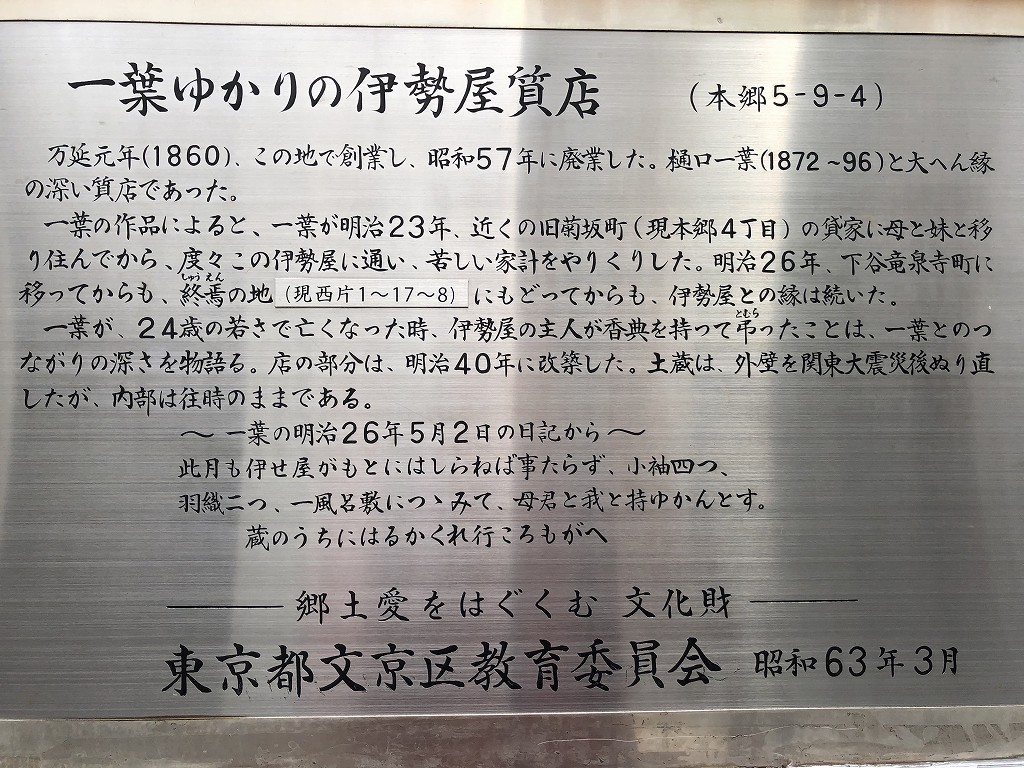 一葉ゆかりの伊勢屋質店 (本郷5-9-4)
万延元年(1860)、この地で創業し、昭和57年に廃業した。樋口一葉(1872~96)と大へん縁
の深い質店であった。
一葉の作品によると、一葉が明治23年、近くの旧菊坂町(現本郷4丁目)の貸家に母と妹と移
り住んでから、度々この伊勢屋に通い、苦しい家計をやりくりした。明治26年、下谷竜泉寺町に
しゅうえん
移ってからも、終焉の地(現西片1~17~8)にもどってからも、伊勢屋との縁は続いた。
とむら
一葉が、24歳の若さで亡くなった時、伊勢屋の主人が香典を持って弔ったことは、一葉とのつ
ながりの深さを物語る。店の部分は、明治40年に改築した。土蔵は、外壁を関東大震災後ぬり直
したが、内部は往時のままである。
~一葉の明治26年5月2日の日記から~
此月も伊せ屋がもとにはしらねば事たらず、小袖四つ、
羽織二つ、一風呂敷につゝみて、母君と我と持ゆかんとす。
蔵のうちにはるかくれ行ころもがへ
郷土愛をはぐくむ 文化財
東京都文京区教育委員会 昭和63年3月